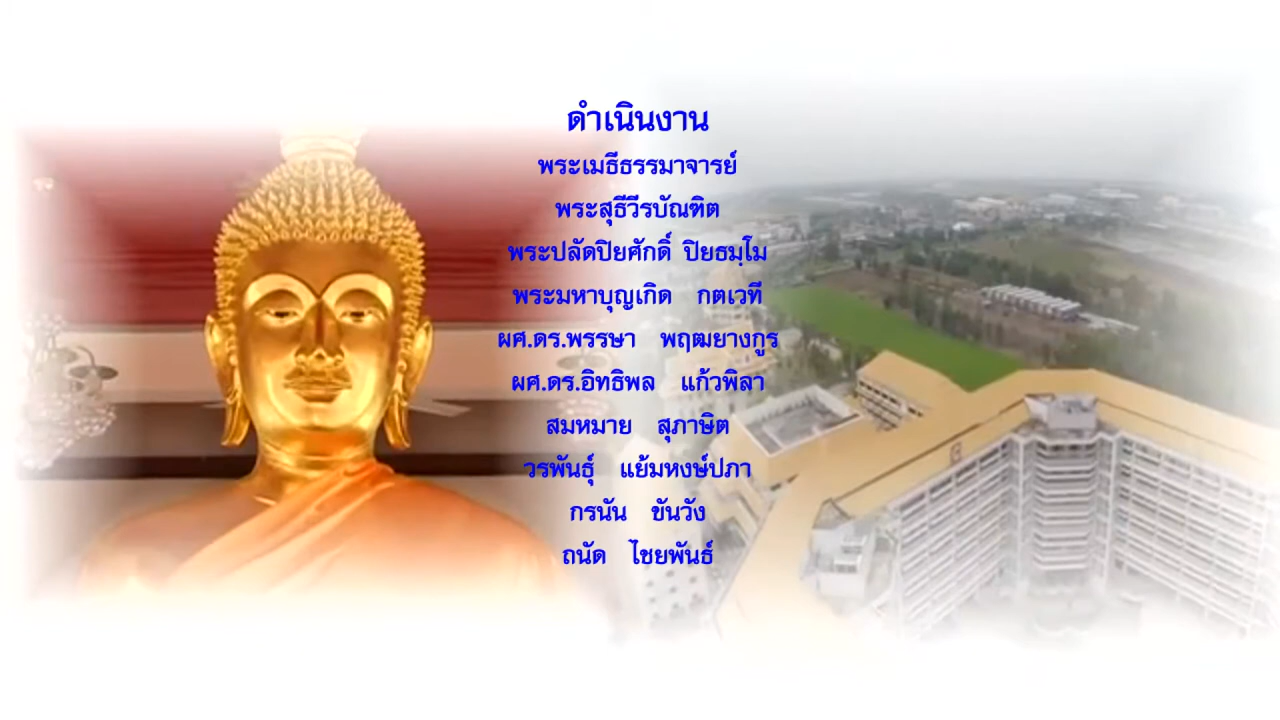 ดำเนินงาน
พระเมธีธรรมาจารย์
พระสุธีวีรบัณฑิต
พระปลัดปิยศักดิ์ ปิยธมฺโม
พระมหาบุญเกิด กตเวที
ผศ.ดร.พรรษา พฤฒยางกูร
ผศ.ดร.อิทธิพล แก้วพิลา
สมหมาย สุภาษิต
วรพันธุ์ แย้มหงษ์ปภา
กรนัน ขันวัง
ถนัด ไชยพันธ์